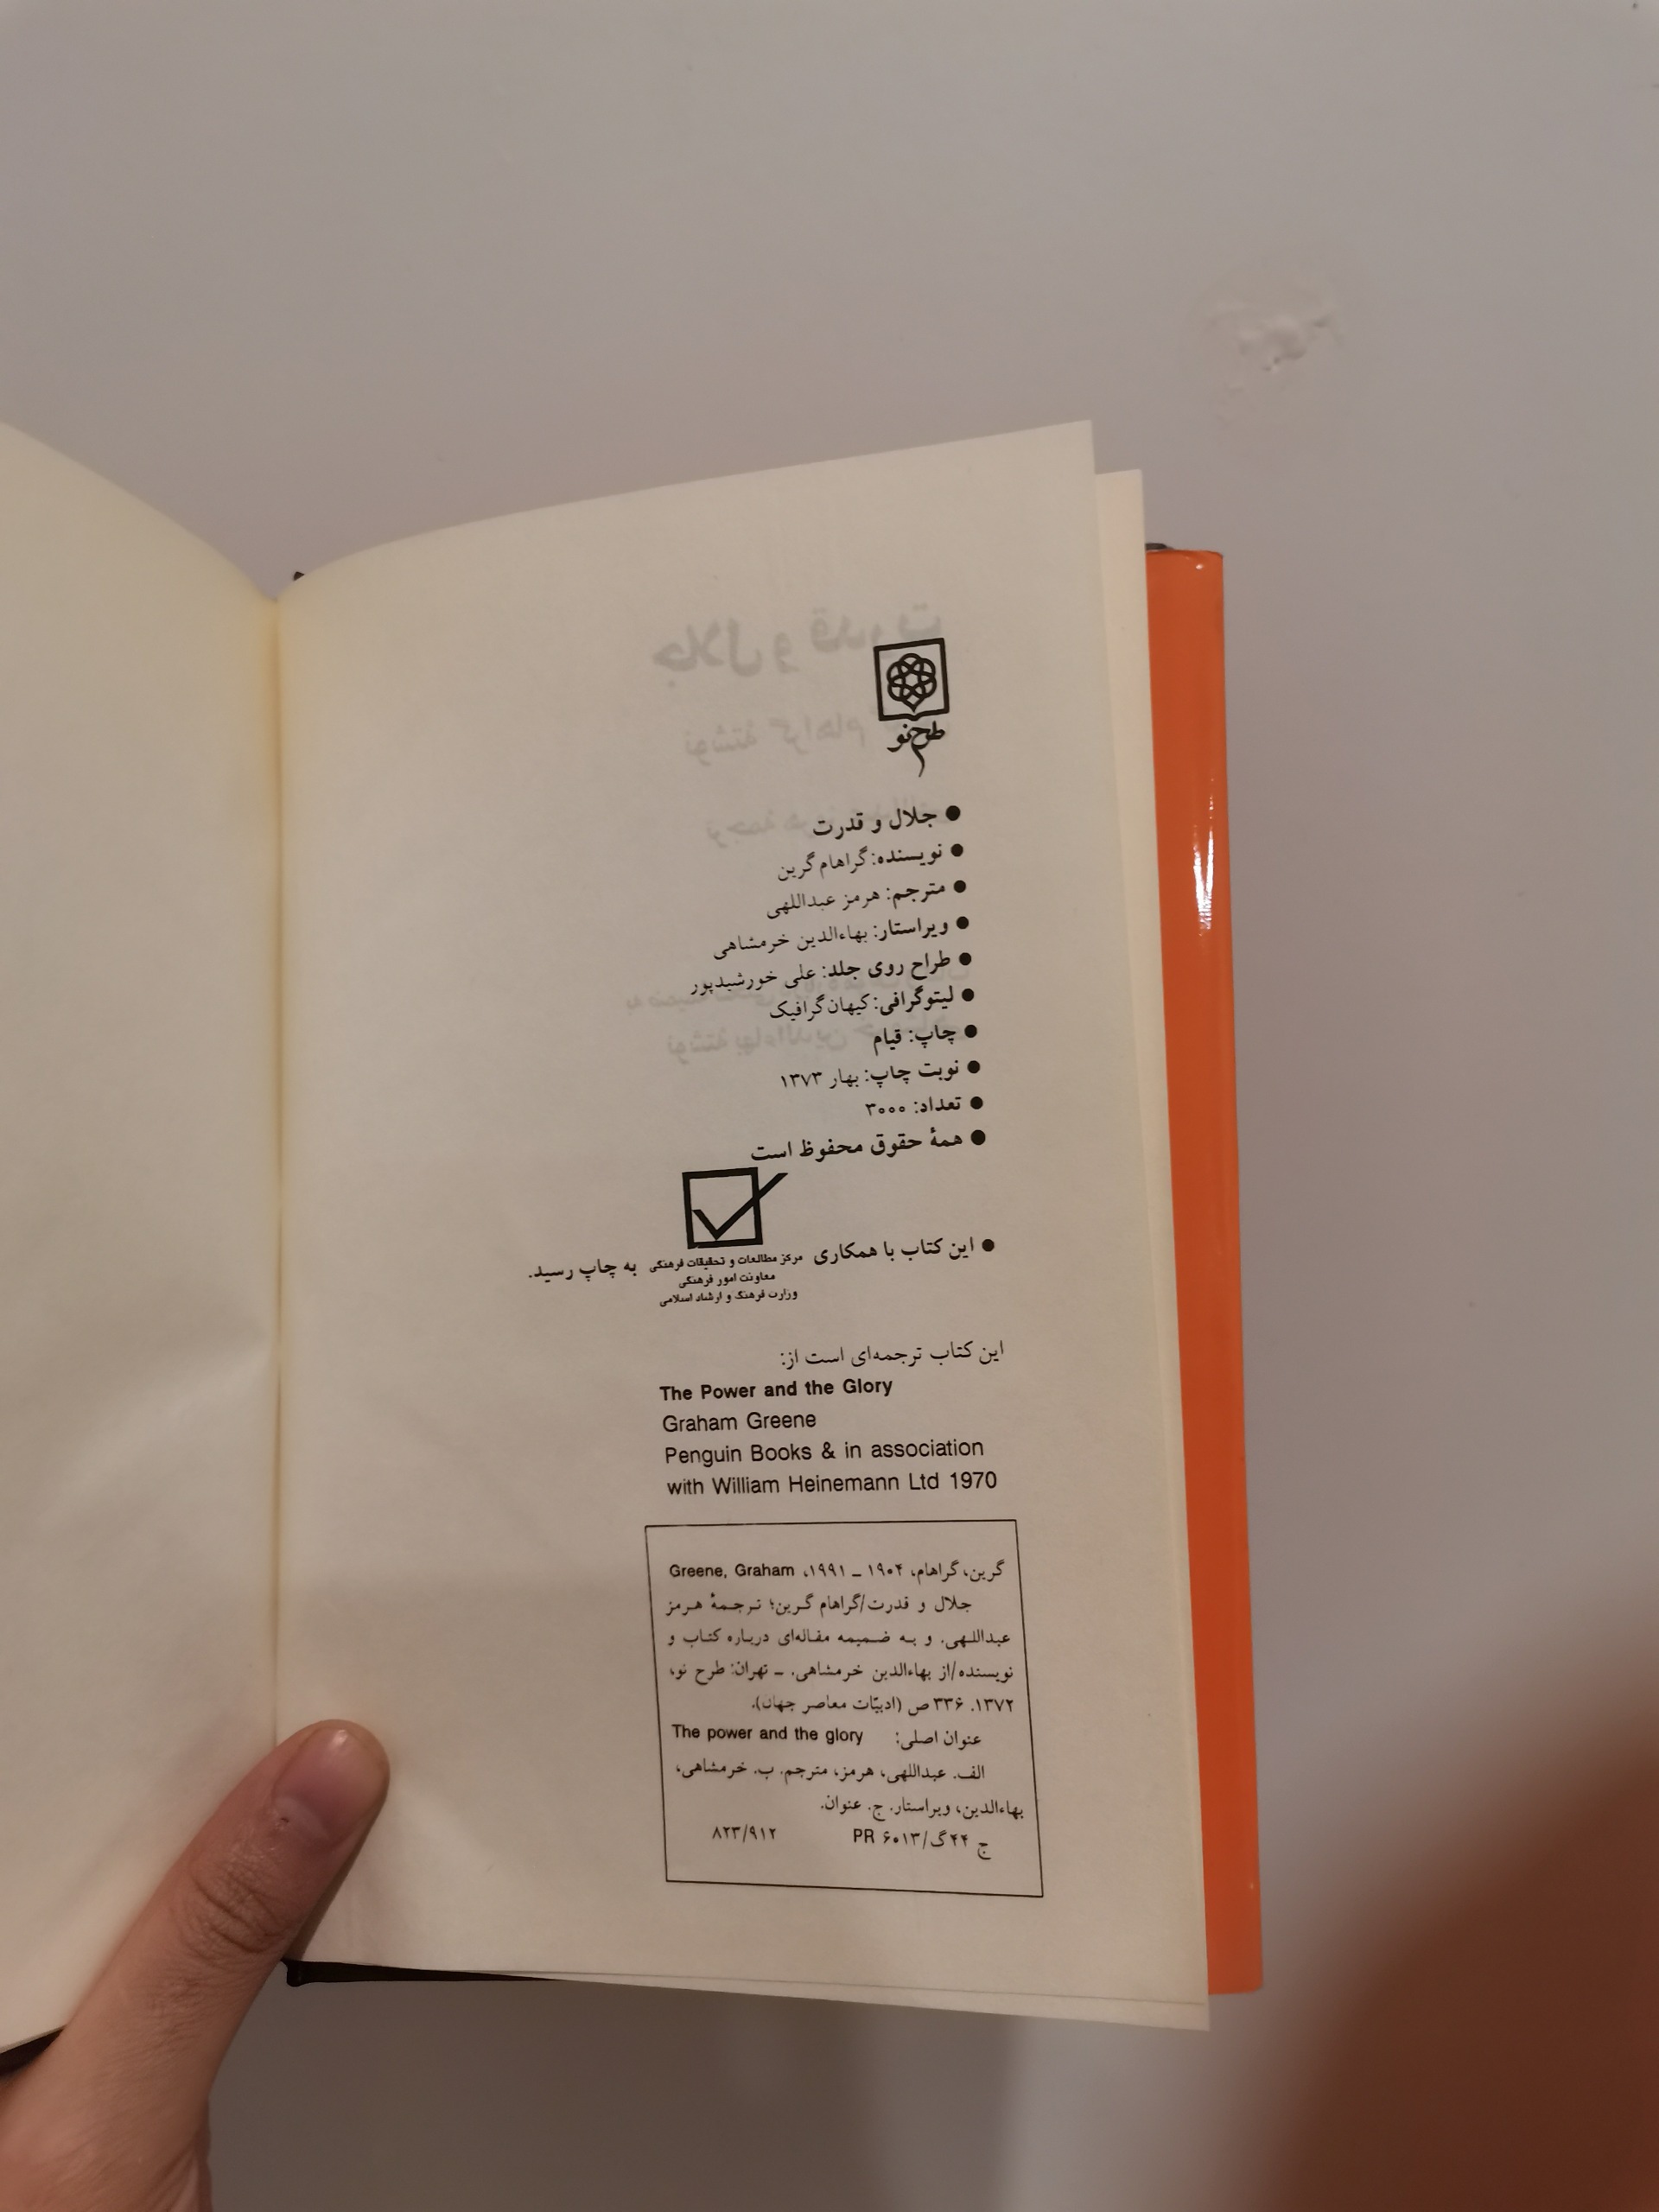 طرح نو
● جلال و قدرت
● نویسنده: گراهام گرین
● مترجم: هرمز عبداللهی
● ویراستار: بهاءالدین خرمشاهی
● طراح روی جلد: علی خورشیدپور
● لیتوگرافی: کیهان گرافیک
● چاپ: قیام
● نوبت چاپ: بهار ۱۳۷۳
● تعداد: ۳۰۰۰
● همهٔ حقوق محفوظ است
● این کتاب با همکاری مرکز مطالعات و تحقیقات فرهنگی به چاپ رسید.
معاونت امور فرهنگی
وزارت فرهنگ و ارشاد اسلامی
این کتاب ترجمه‌ای است از:
The Power and the Glory
Graham Greene
Penguin Books & in association
with William Heinemann Ltd 1970
گرین، گراهام، ۱۹۰۴ ـ ۱۹۹۱، Greene, Graham
جلال و قدرت/گراهام گرین؛ ترجمهٔ هرمز
عبداللهی. و به ضمیمه مقاله‌ای درباره کتاب و
نویسنده/از بهاءالدین خرمشاهی. ـ تهران: طرح نو،
۱۳۷۲. ۳۳۶ ص (ادبیّات معاصر جهان).
عنوان اصلی: The power and the glory
الف. عبداللهی، هرمز، مترجم. ب. خرمشاهی،
بهاءالدین، ویراستار. ج. عنوان.
ج ۴۴گ/PR ۶۰۱۳ ۸۲۳/۹۱۲